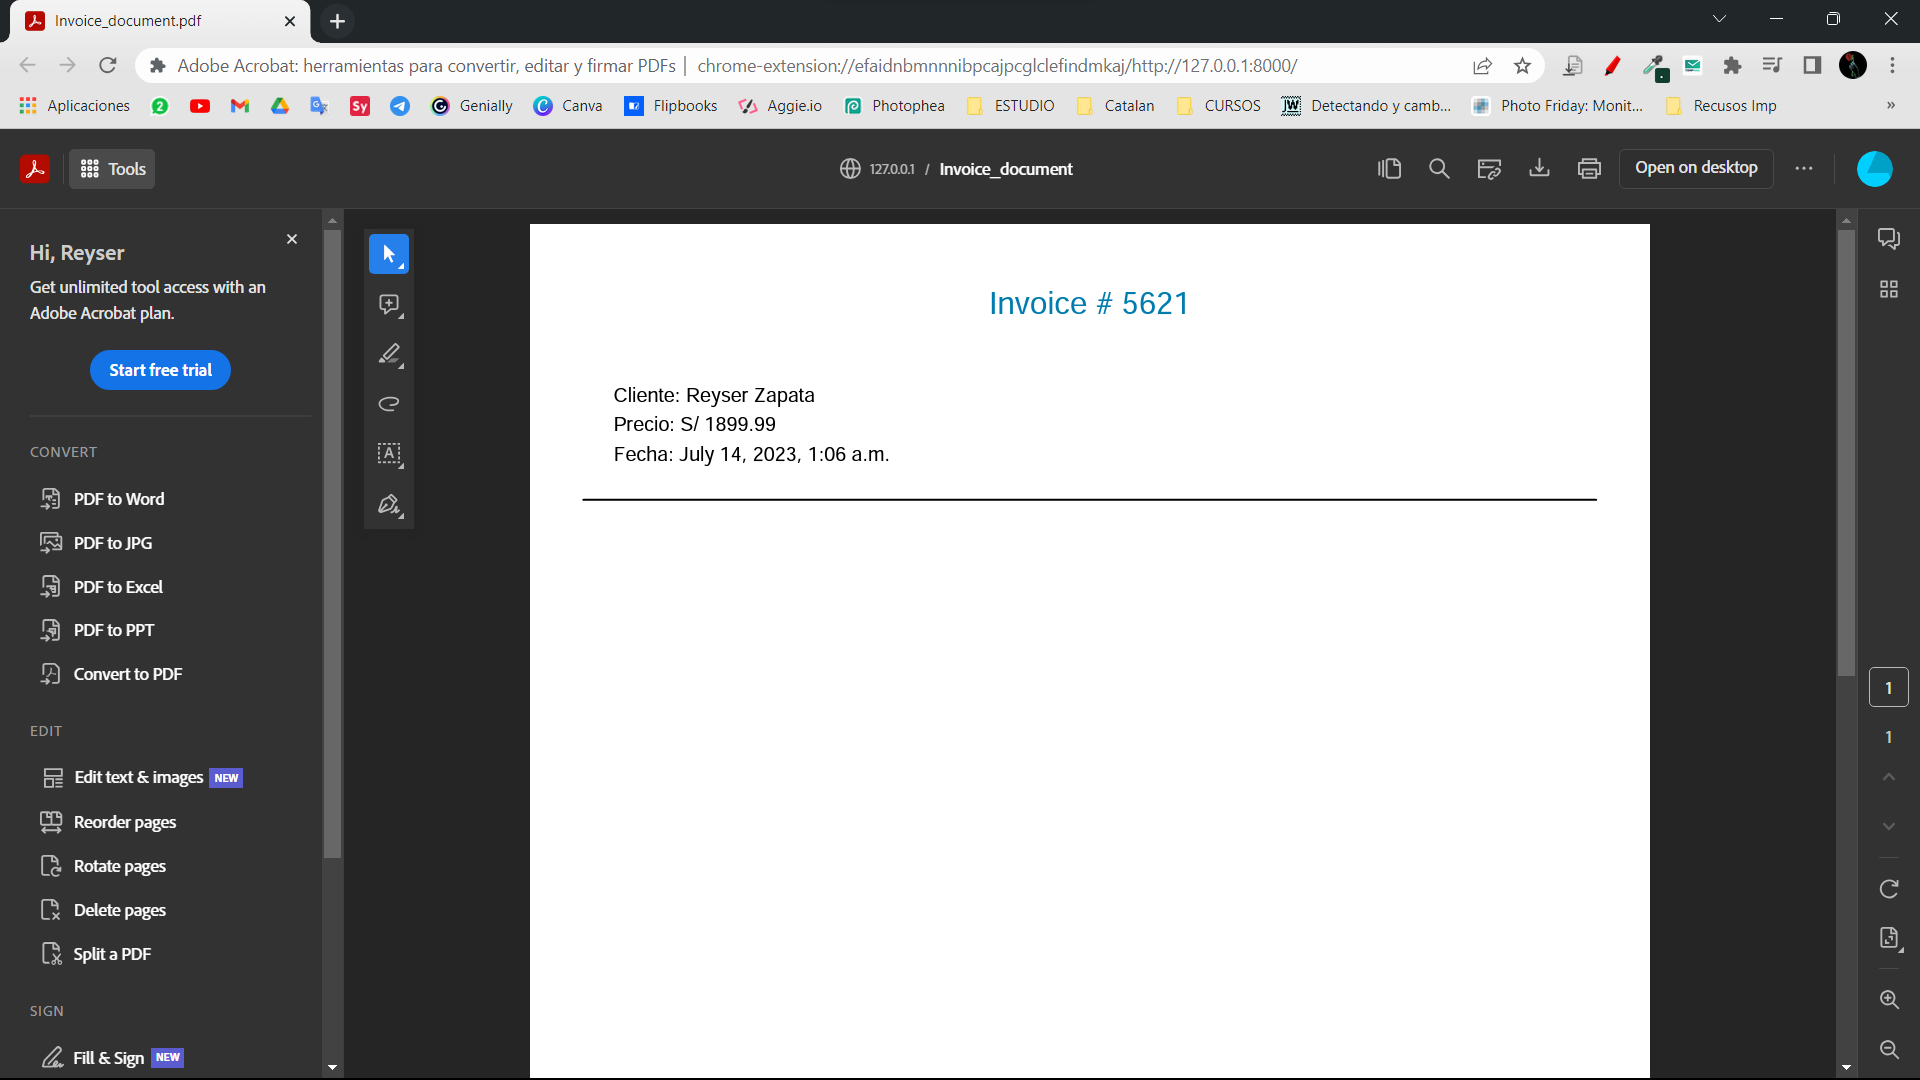 Invoice_document.pdf
Adobe Acrobat: herramientas para convertir, editar y firmar PDFs | chrome-extension://efaidnbmnnnibpcajpcglclefindmkaj/http://127.0.0.1:8000/
Aplicaciones 2 Sy Genially Canva Flipbooks Aggie.io Photophea ESTUDIO Catalan CURSOS JW Detectando y camb... Photo Friday: Monit... Recusos Imp »
Tools
127.0.0.1 / Invoice_document
Open on desktop
Hi, Reyser
Get unlimited tool access with an
Adobe Acrobat plan.
Start free trial
CONVERT
PDF to Word
PDF to JPG
PDF to Excel
PDF to PPT
Convert to PDF
EDIT
Edit text & images NEW
Reorder pages
Rotate pages
Delete pages
Split a PDF
SIGN
Fill & Sign NEW
Invoice # 5621
Cliente: Reyser Zapata
Precio: S/ 1899.99
Fecha: July 14, 2023, 1:06 a.m.
1
1